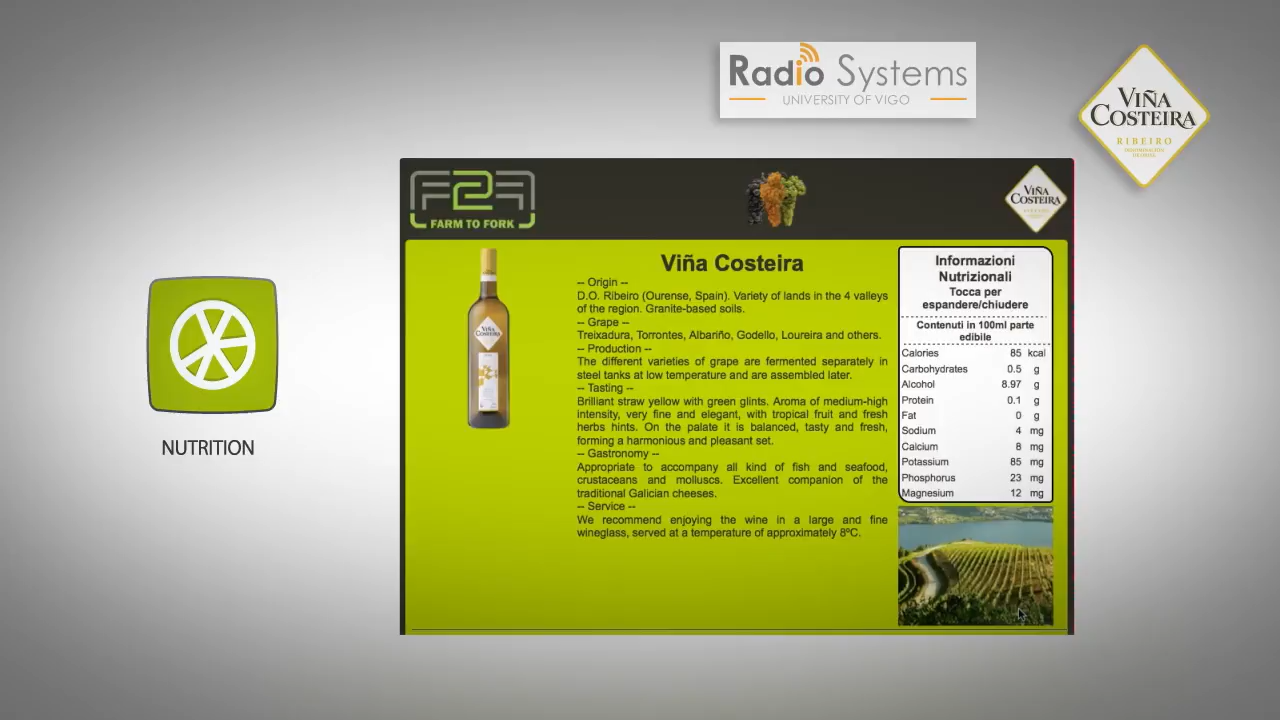 Radio Systems
UNIVERSITY OF VIGO
VIÑA
COSTEIRA
RIBEIRO
F2F
FARM TO FORK
VIÑA
COSTEIRA
Viña Costeira
-- Origin --
D.O. Ribeiro (Ourense, Spain). Variety of lands in the 4 valleys
of the region. Granite-based soils.
-- Grape --
Treixadura, Torrontes, Albariño, Godello, Loureira and others.
-- Production --
The different varieties of grape are fermented separately in
steel tanks at low temperature and are assembled later.
-- Tasting --
Brilliant straw yellow with green glints. Aroma of medium-high
intensity, very fine and elegant, with tropical fruit and fresh
herbs hints. On the palate it is balanced, tasty and fresh,
forming a harmonious and pleasant set.
-- Gastronomy --
Appropriate to accompany all kind of fish and seafood,
crustaceans and molluscs. Excellent companion of the
traditional Galician cheeses.
-- Service --
We recommend enjoying the wine in a large and fine
wineglass, served at a temperature of approximately 8ºC.
VIÑA
COSTEIRA
Informazioni
Nutrizionali
Tocca per
espandere/chiudere
Contenuti in 100ml parte
edibile
Calories 85 kcal
Carbohydrates 0.5 g
Alcohol 8.97 g
Protein 0.1 g
Fat 0 g
Sodium 4 mg
Calcium 8 mg
Potassium 85 mg
Phosphorus 23 mg
Magnesium 12 mg
NUTRITION